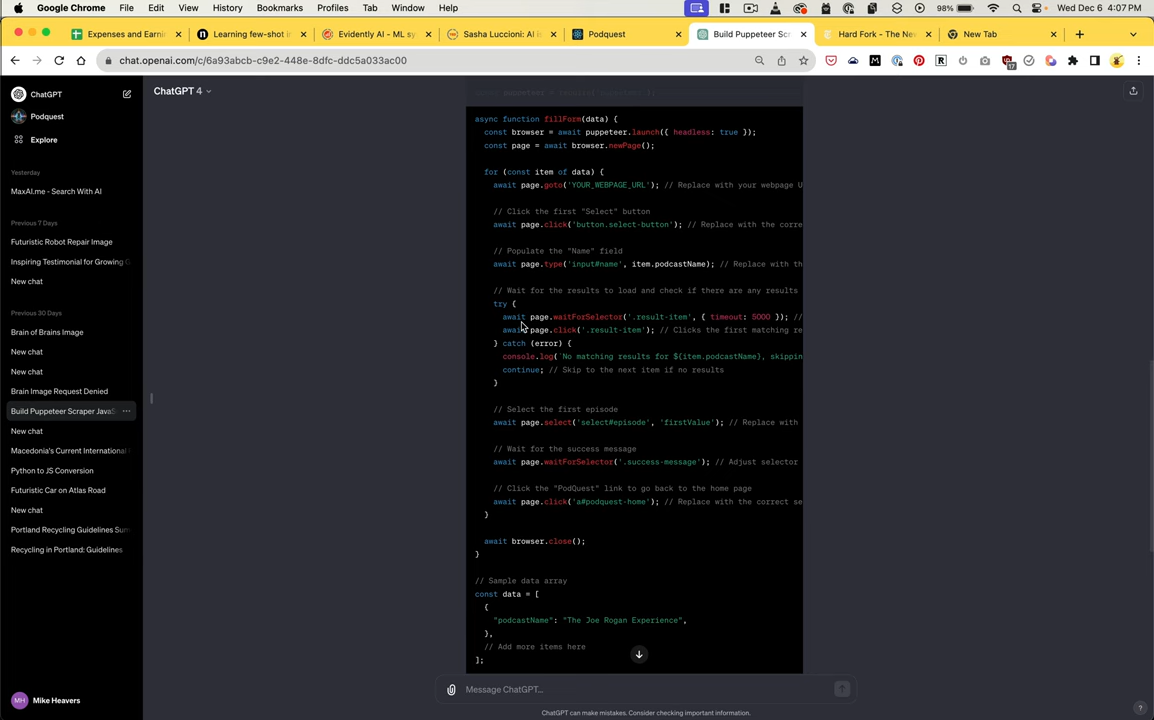 Google Chrome File Edit View History Bookmarks Profiles Tab Window Help 98% Wed Dec 6 4:07 PM
Expenses and Earnin Learning few-shot i Evidently AI - ML sy Sasha Luccioni: AI is Podquest Build Puppeteer Scra Hard Fork - The New New Tab
chat.openai.com/c/6a93abcb-c9e2-448e-8dfc-ddc5a033ac00
17
ChatGPT
Podquest
Explore
Yesterday
MaxAI.me - Search With AI
Previous 7 Days
Futuristic Robot Repair Image
Inspiring Testimonial for Growing G
New chat
Previous 30 Days
Brain of Brains Image
New chat
New chat
Brain Image Request Denied
Build Puppeteer Scraper JavaS
New chat
Macedonia's Current International
Python to JS Conversion
Futuristic Car on Atlas Road
New chat
Portland Recycling Guidelines Sum
Recycling in Portland: Guidelines
MH Mike Heavers
ChatGPT 4
async function fillForm(data) {
const browser = await puppeteer.launch({ headless: true });
const page = await browser.newPage();
for (const item of data) {
await page.goto('YOUR_WEBPAGE_URL'); // Replace with your webpage U
// Click the first "Select" button
await page.click('button.select-button'); // Replace with the corre
// Populate the "Name" field
await page.type('input#name', item.podcastName); // Replace with th
// Wait for the results to load and check if there are any results
try {
await page.waitForSelector('.result-item', { timeout: 5000 }); //
await page.click('.result-item'); // Clicks the first matching re
} catch (error) {
console.log(`No matching results for ${item.podcastName}, skippin
continue; // Skip to the next item if no results
}
// Select the first episode
await page.select('select#episode', 'firstValue'); // Replace with
// Wait for the success message
await page.waitForSelector('.success-message'); // Adjust selector
// Click the "PodQuest" link to go back to the home page
await page.click('a#podquest-home'); // Replace with the correct se
}
await browser.close();
}
// Sample data array
const data = [
{
"podcastName": "The Joe Rogan Experience",
},
// Add more items here
];
Message ChatGPT...
ChatGPT can make mistakes. Consider checking important information.
?